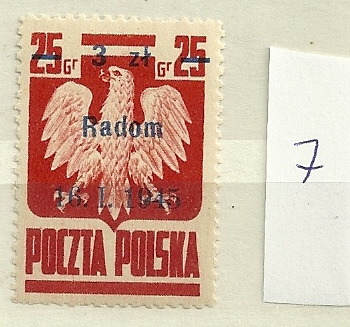 25 Gr 3 zł Gr 25
Radom
16. I. 1945
POCZTA POLSKA
7